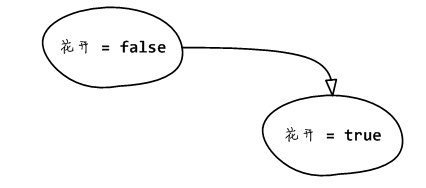 花开 = false
花开 = true